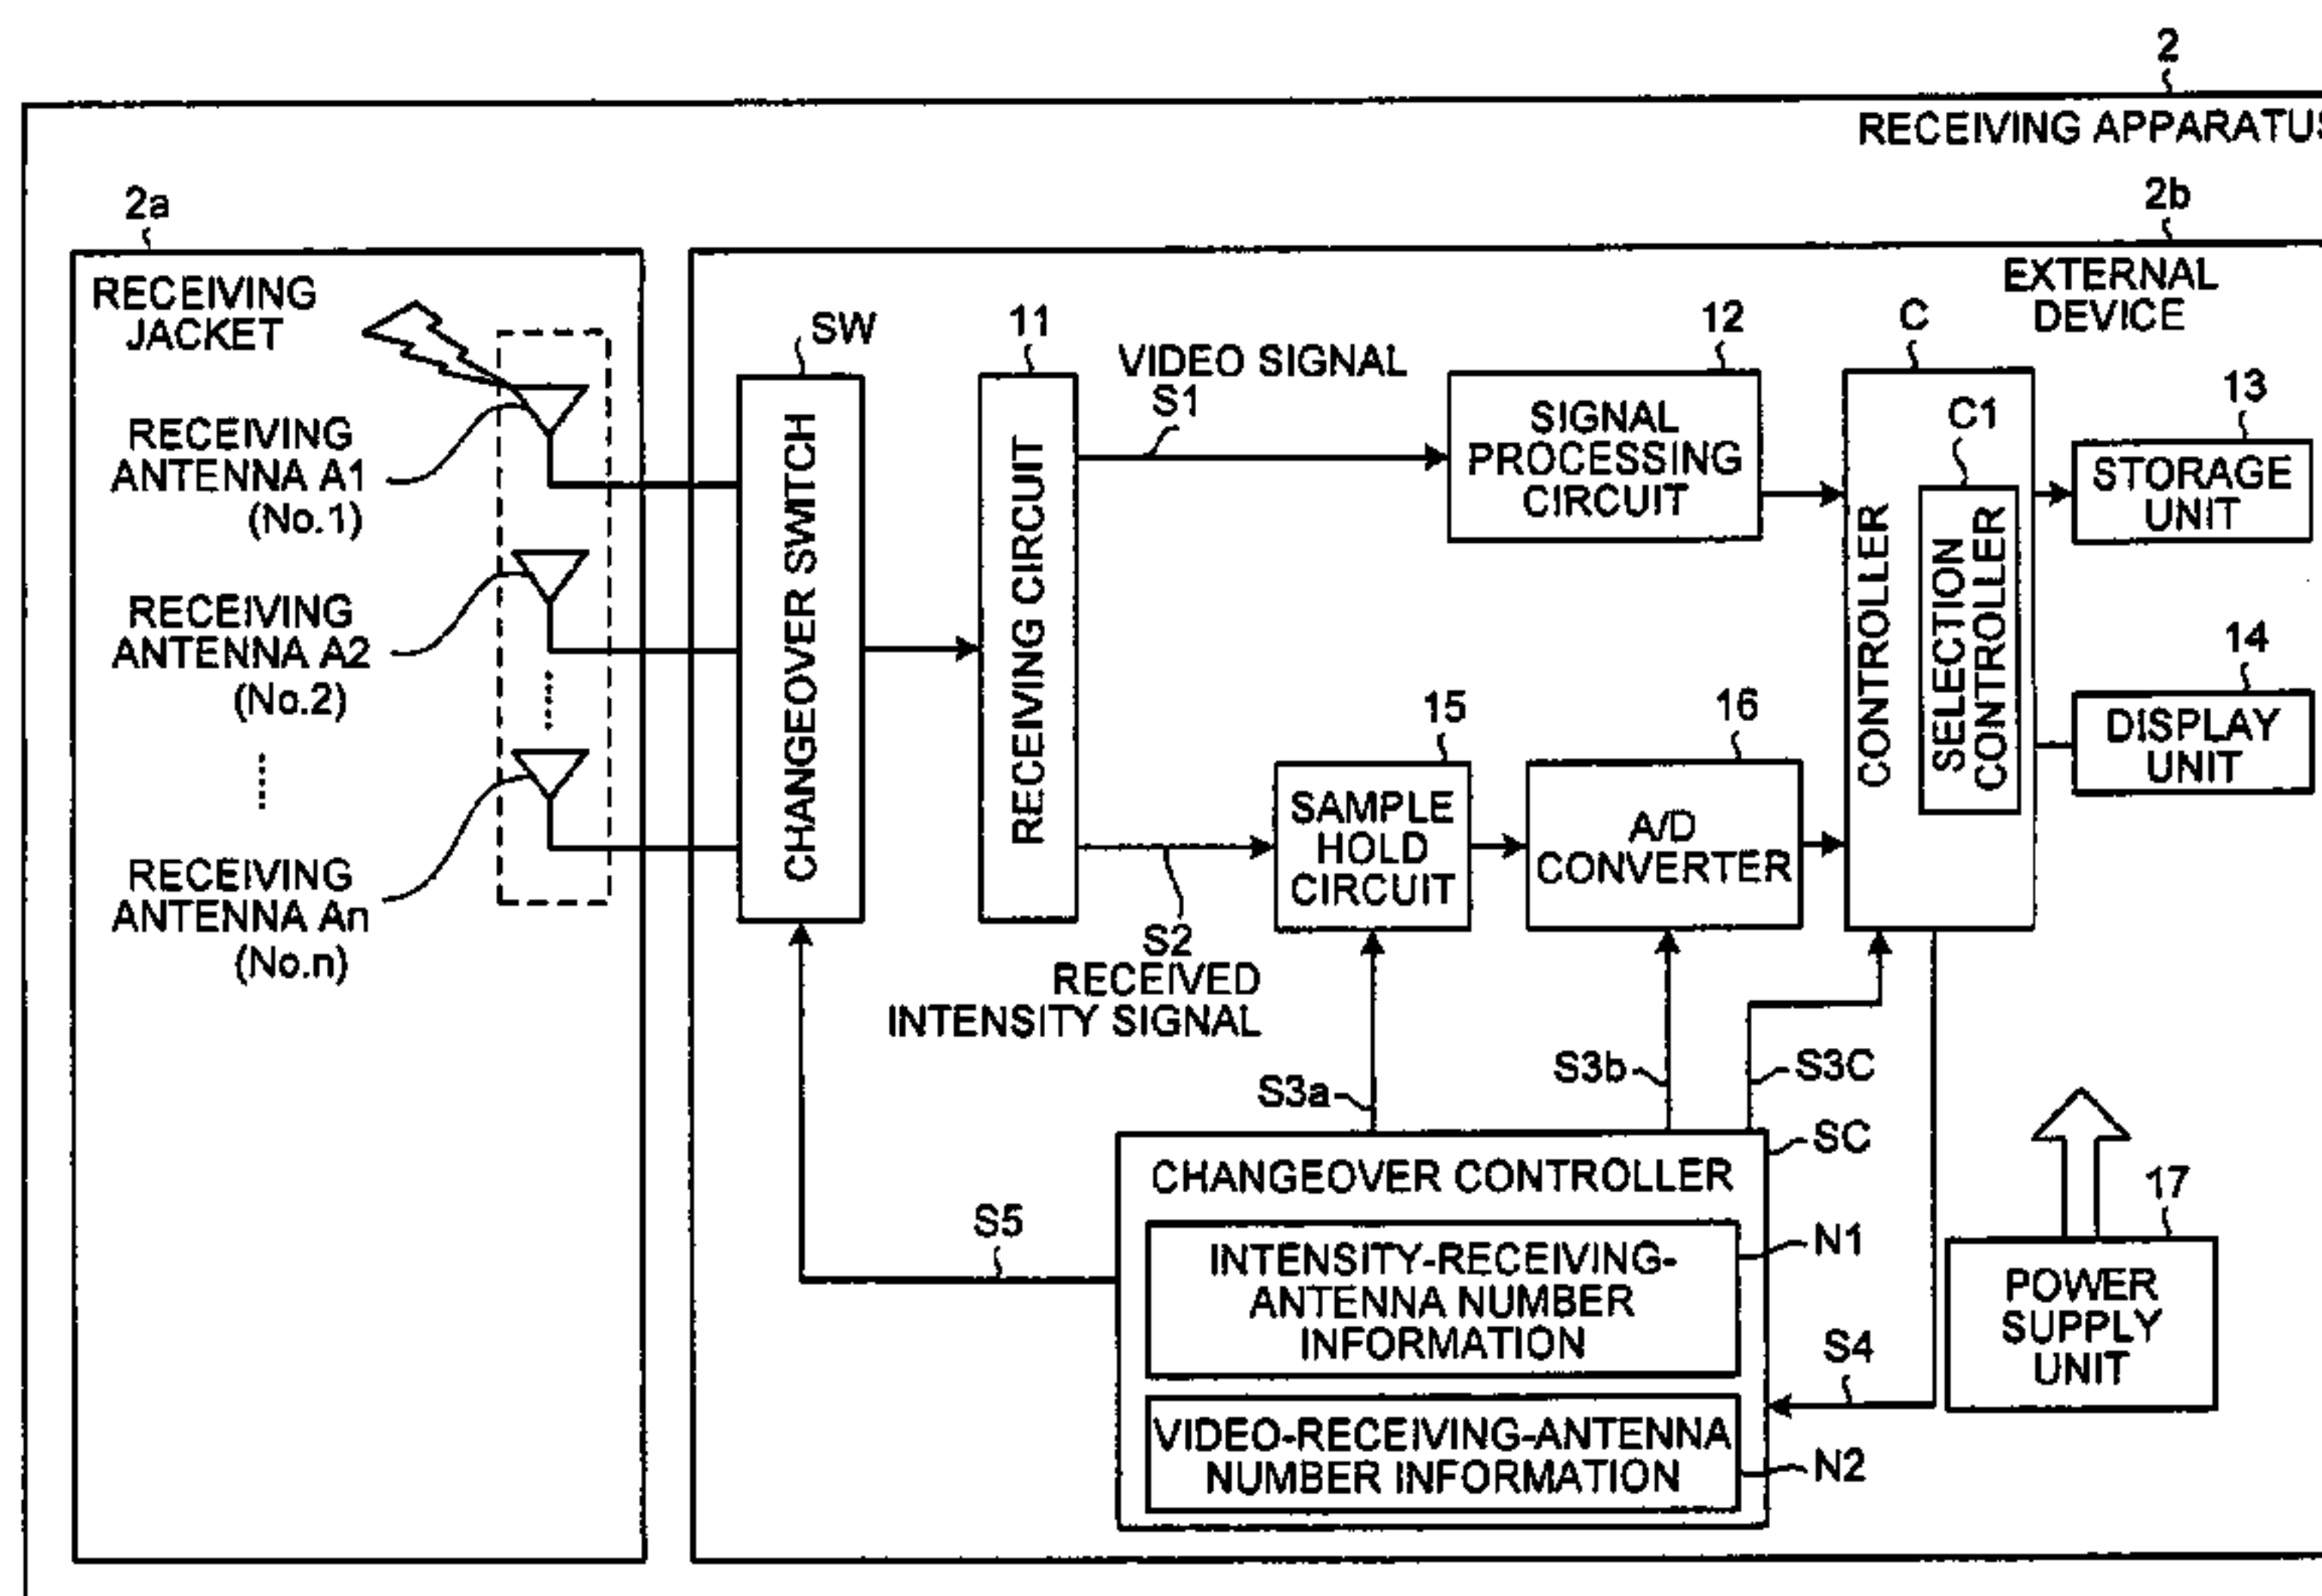 2
RECEIVING APPARATUS
2a
2b
RECEIVING
JACKET
EXTERNAL
DEVICE
SW
11
VIDEO SIGNAL
S1
12
C
C1
13
RECEIVING
ANTENNA A1
(No.1)
CHANGEOVER SWITCH
RECEIVING CIRCUIT
SIGNAL
PROCESSING
CIRCUIT
CONTROLLER
SELECTION
CONTROLLER
STORAGE
UNIT
RECEIVING
ANTENNA A2
(No.2)
14
DISPLAY
UNIT
15
16
SAMPLE
HOLD
CIRCUIT
A/D
CONVERTER
RECEIVING
ANTENNA An
(No.n)
S2
RECEIVED
INTENSITY SIGNAL
S3a
S3b
S3C
SC
CHANGEOVER CONTROLLER
S5
INTENSITY-RECEIVING-
ANTENNA NUMBER
INFORMATION
N1
17
POWER
SUPPLY
UNIT
S4
VIDEO-RECEIVING-ANTENNA
NUMBER INFORMATION
N2